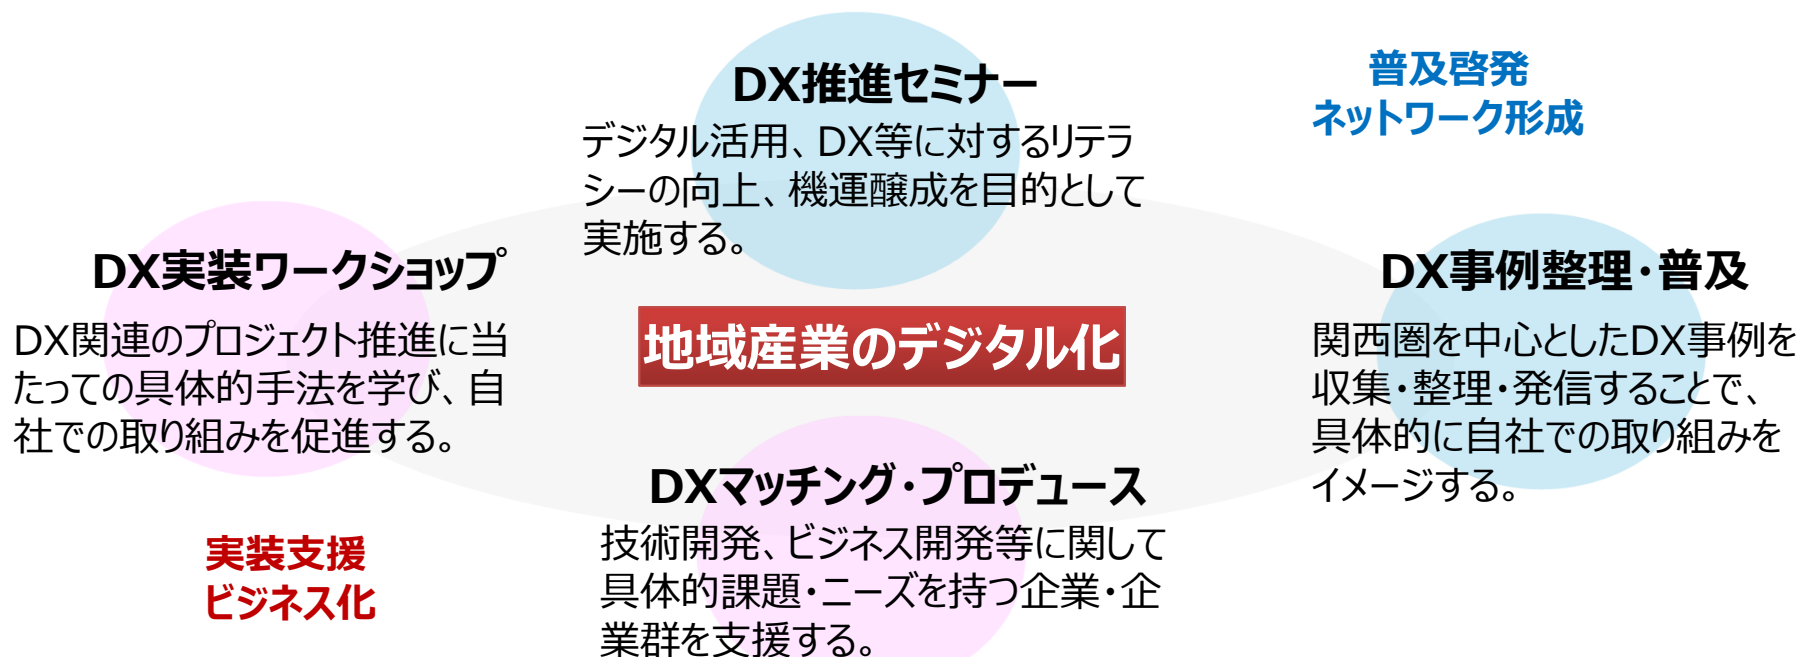 DX推進セミナー
デジタル活用、DX等に対するリテラ
シーの向上、機運醸成を目的として
実施する。
普及啓発
ネットワーク形成
DX実装ワークショップ
DX関連のプロジェクト推進に当
たっての具体的手法を学び、自
社での取り組みを促進する。
地域産業のデジタル化
DX事例整理・普及
関西圏を中心としたDX事例を
収集・整理・発信することで、
具体的に自社での取り組みを
イメージする。
実装支援
ビジネス化
DXマッチング・プロデュース
技術開発、ビジネス開発等に関して
具体的課題・ニーズを持つ企業・企
業群を支援する。